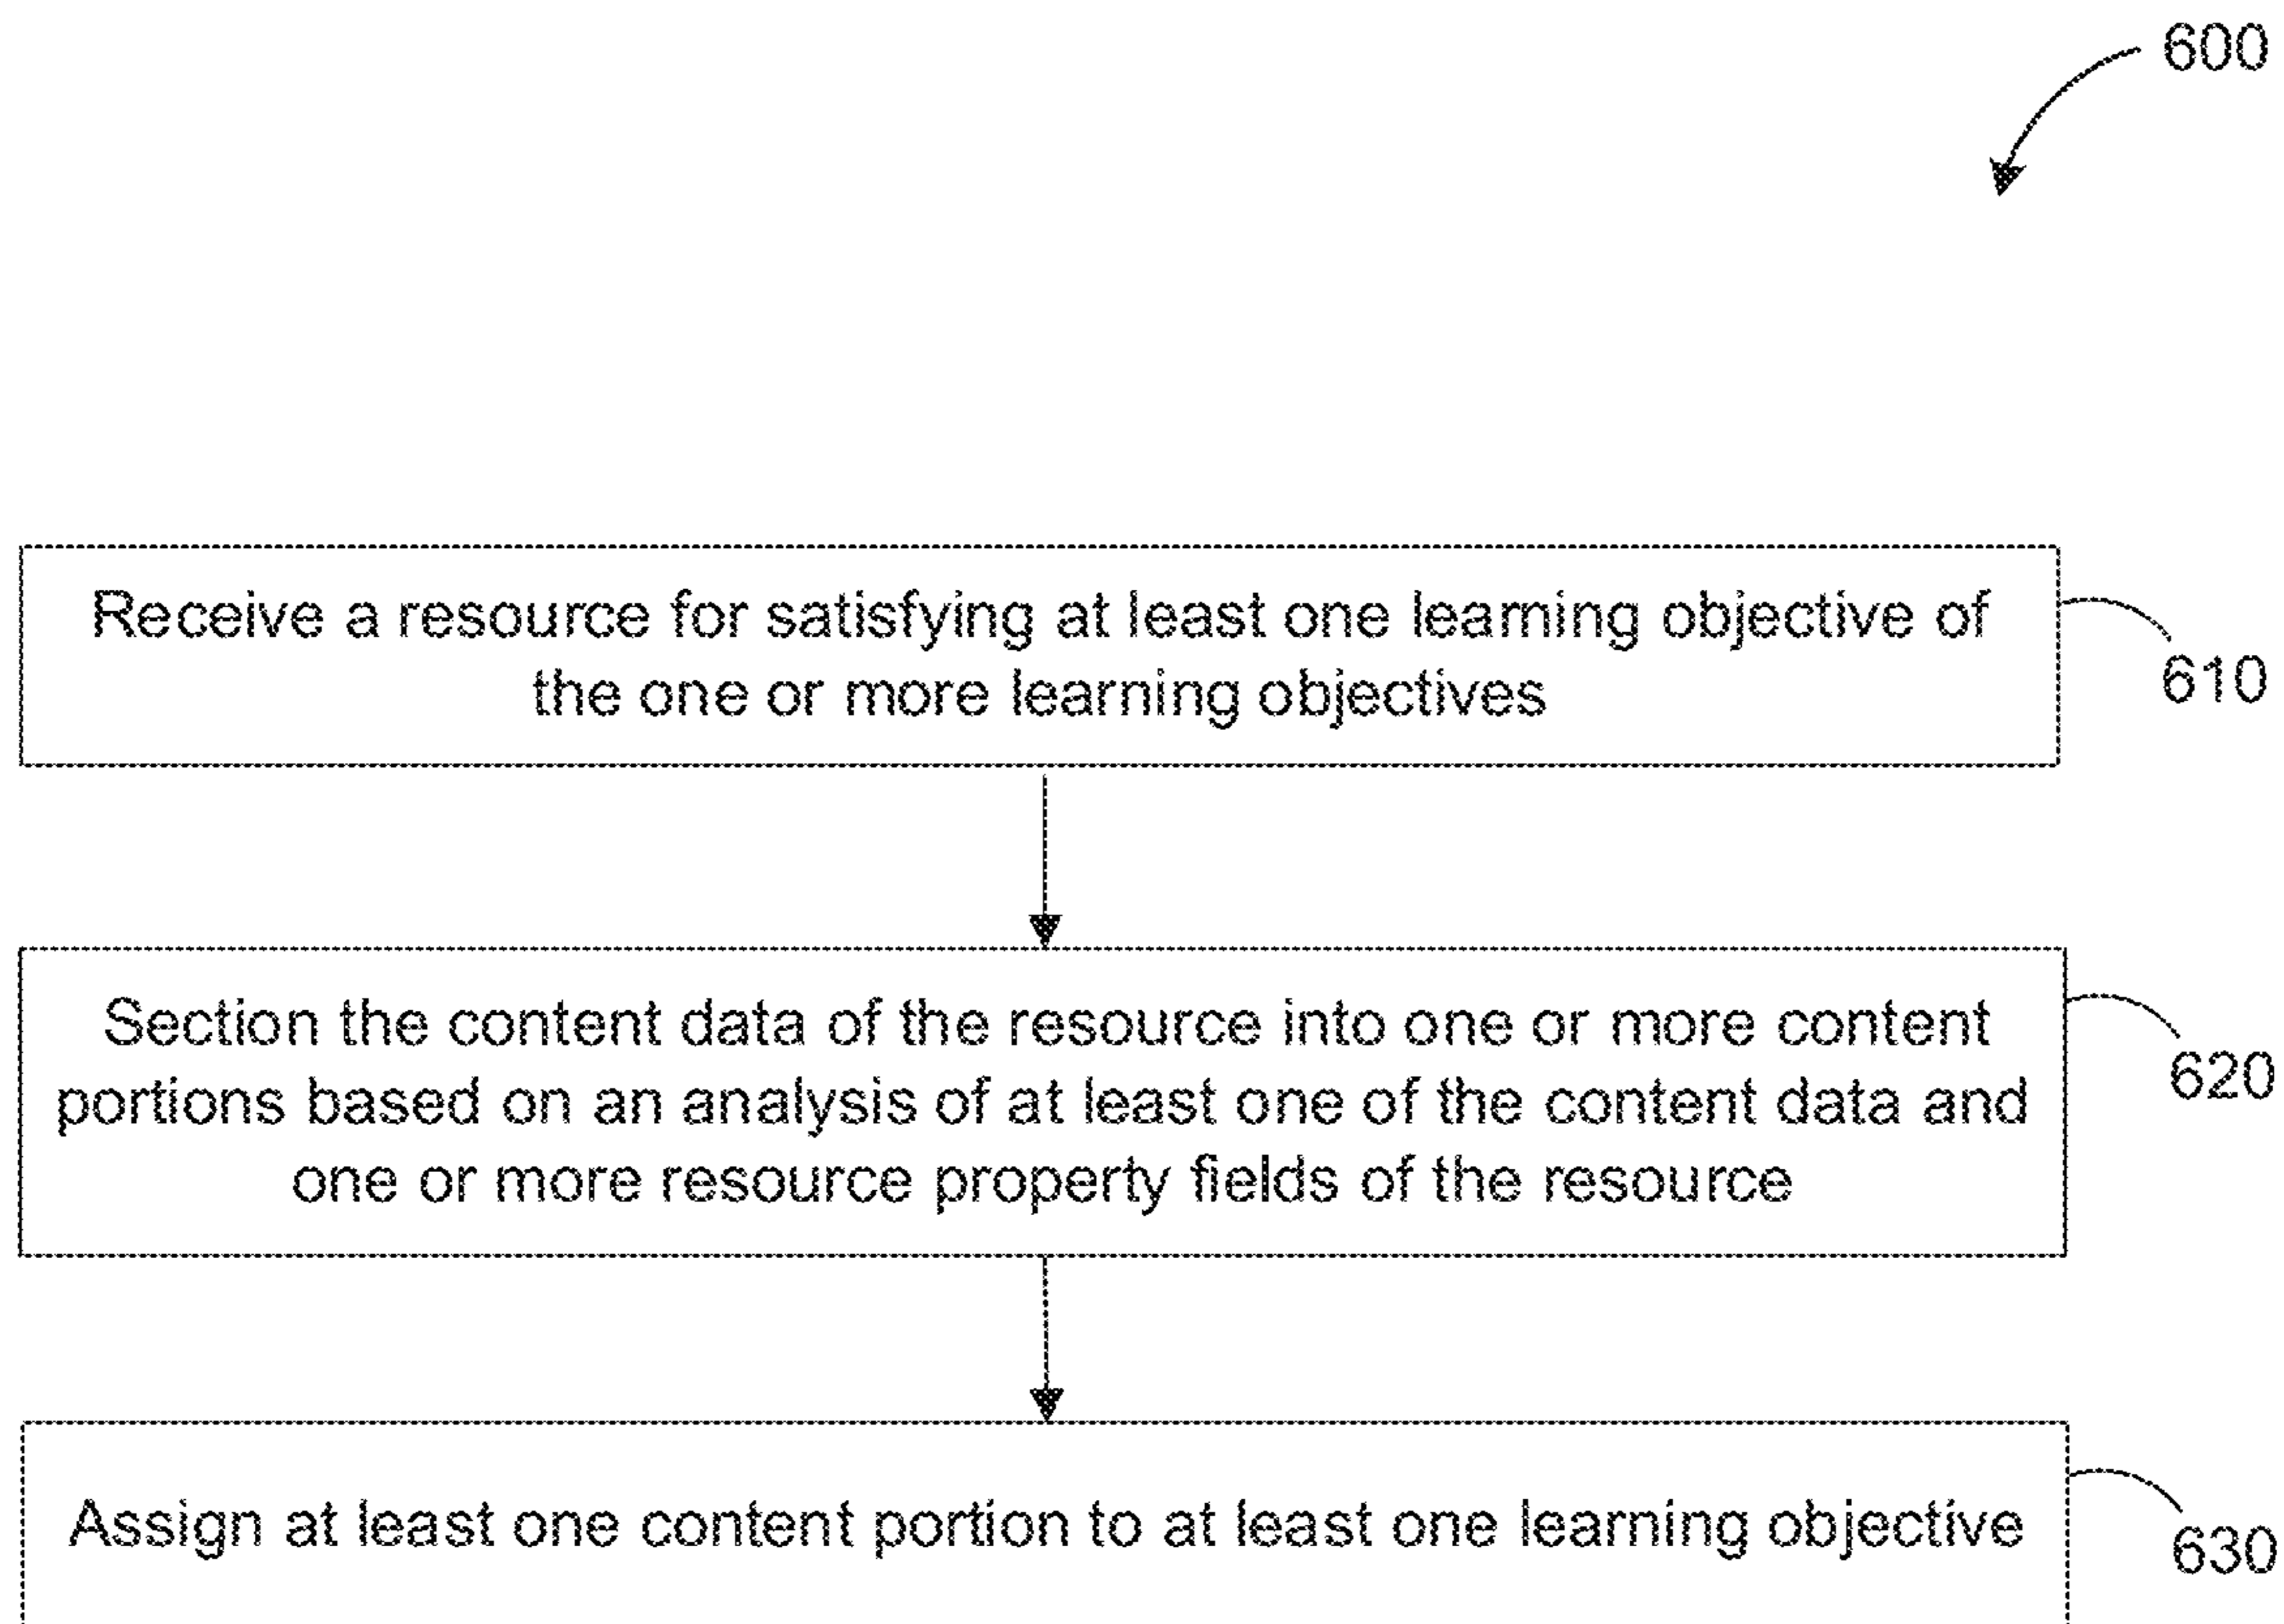 600
Receive a resource for satisfying at least one learning objective of
the one or more learning objectives
610
Section the content data of the resource into one or more content
portions based on an analysis of at least one of the content data and
one or more resource property fields of the resource
620
Assign at least one content portion to at least one learning objective
630